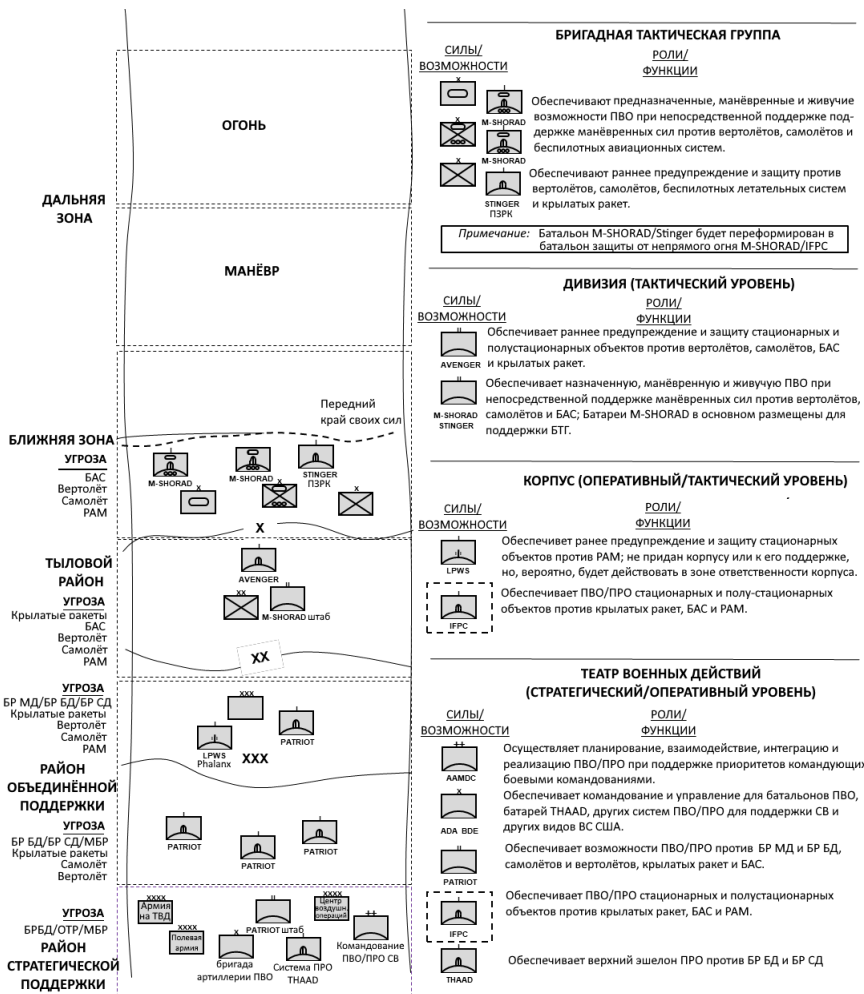 ОГОНЬ
ДАЛЬНЯЯ
ЗОНА
МАНЁВР
Передний
край своих сил
БЛИЖНЯЯ ЗОНА
УГРОЗА
БАС
Вертолёт
Самолёт
РАМ
I
M-SHORAD
I
M-SHORAD
I
STINGER
ПЗРК
X
X
X
X
ТЫЛОВОЙ
РАЙОН
УГРОЗА
Крылатые ракеты
БАС
Вертолёт
Самолёт
РАМ
I
AVENGER
XX
II
M-SHORAD штаб
XX
УГРОЗА
БР МД/БР БД/БР СД
Крылатые ракеты
Вертолёт
Самолёт
РАМ
XXX
I
PATRIOT
I
LPWS
Phalanx
XXX
РАЙОН
ОБЪЕДИНЁННОЙ
ПОДДЕРЖКИ
УГРОЗА
БР БД/БР СД/МБР
Крылатые ракеты
Самолёт
Вертолёт
I
PATRIOT
I
PATRIOT
I
PATRIOT
УГРОЗА
БРБД/ОТР/МБР
РАЙОН
СТРАТЕГИЧЕСКОЙ
ПОДДЕРЖКИ
XXXX
Армия
на ТВД
XXXX
Полевая
армия
II
PATRIOT штаб
XXXX
Центр
воздушн.
операций
X
бригада
артиллерии ПВО
I
Система ПРО
THAAD
++
Командование
ПВО/ПРО СВ
БРИГАДНАЯ ТАКТИЧЕСКАЯ ГРУППА
СИЛЫ/
ВОЗМОЖНОСТИ
РОЛИ/
ФУНКЦИИ
X
I
M-SHORAD
X
I
M-SHORAD
Обеспечивают предназначенные, манёвренные и живучие
возможности ПВО при непосредственной поддержке под-
держке манёвренных сил против вертолётов, самолётов и
беспилотных авиационных систем.
X
I
STINGER
ПЗРК
Обеспечивают раннее предупреждение и защиту против
вертолётов, самолётов, беспилотных летательных систем
и крылатых ракет.
Примечание: Батальон M-SHORAD/Stinger будет переформирован в
батальон защиты от непрямого огня M-SHORAD/IFPC
ДИВИЗИЯ (ТАКТИЧЕСКИЙ УРОВЕНЬ)
СИЛЫ/
ВОЗМОЖНОСТИ
РОЛИ/
ФУНКЦИИ
II
AVENGER
Обспечивает раннее предупреждение и защиту стационарных и
полустационарных объектов против вертолётов, самолётов, БАС
и крылатых ракет.
II
M-SHORAD
STINGER
Обеспечивает назначенную, манёвренную и живучую ПВО при
непосредственной поддержке манёвренных сил против вертолётов,
самолётов и БАС; Батареи M-SHORAD в основном размещены для
поддержки БТГ.
КОРПУС (ОПЕРАТИВНЫЙ/ТАКТИЧЕСКИЙ УРОВЕНЬ)
СИЛЫ/
ВОЗМОЖНОСТИ
РОЛИ/
ФУНКЦИИ
I
LPWS
Обеспечивет ранее предупреждение и защиту стационарных
объектов против РАМ; не придан корпусу или к его поддержке,
но, вероятно, будет действовать в зоне ответственности корпуса.
I
IFPC
Обеспечивает ПВО/ПРО стационарных и полу-стационарных
объектов против крылатых ракет, БАС и РАМ.
ТЕАТР ВОЕННЫХ ДЕЙСТВИЙ
(СТРАТЕГИЧЕСКИЙ/ОПЕРАТИВНЫЙ УРОВЕНЬ)
СИЛЫ/
ВОЗМОЖНОСТИ
РОЛИ/
ФУНКЦИИ
++
AAMDC
Осуществляет планирование, взаимодействие, интеграцию и
реализацию ПВО/ПРО при поддержке приоритетов командующих
боевыми командованиями.
X
ADA BDE
Обеспечивает командование и управление для батальонов ПВО,
батарей THAAD, других систем ПВО/ПРО для поддержки СВ и
других видов ВС США.
II
PATRIOT
Обеспечивает возможности ПВО/ПРО против БР МД и БР БД,
самолётов и вертолётов, крылатых ракет и БАС.
I
IFPC
Обеспечивает ПВО/ПРО стационарных и полустационарных
объектов против крылатых ракет, БАС и РАМ.
I
THAAD
Обеспечивает верхний эшелон ПРО против БР БД и БР СД